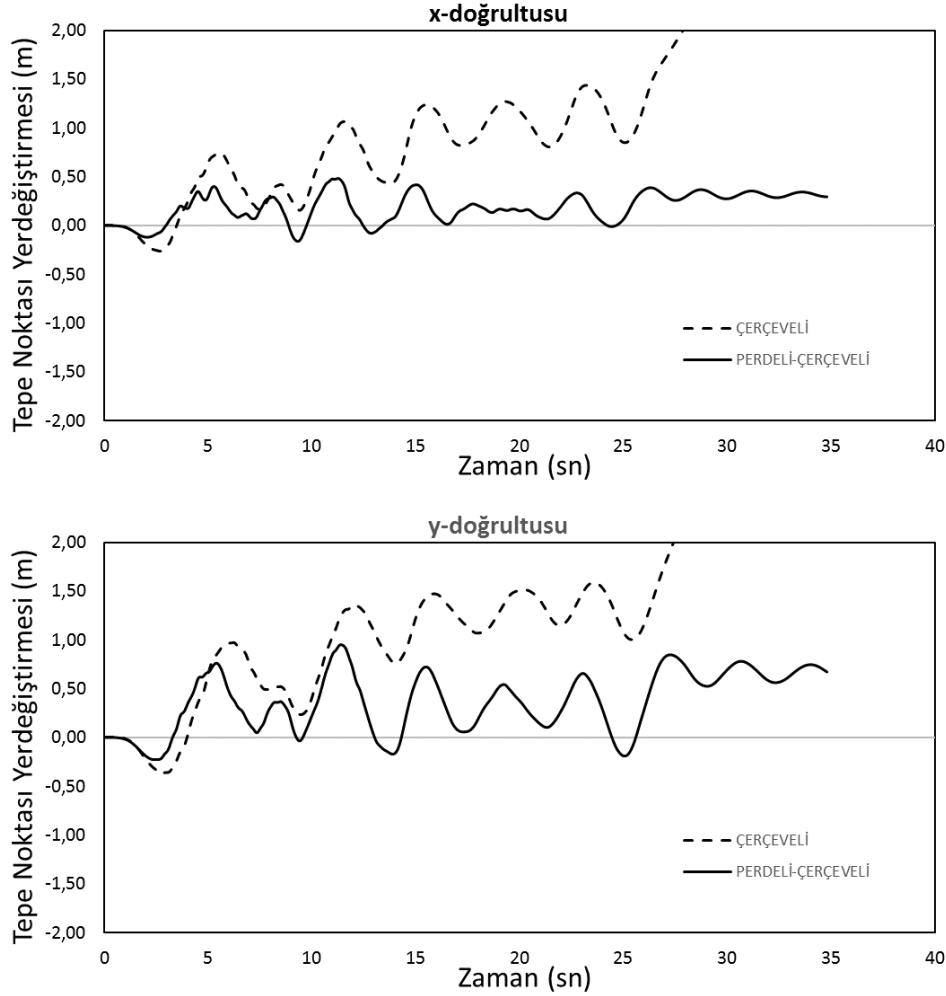 x-doğrultusu
Tepe Noktası Yerdeğiştirmesi (m)
2,00
1,50
1,00
0,50
0,00
-0,50
-1,00
-1,50
-2,00
ÇERÇEVELİ
PERDELİ-ÇERÇEVELİ
0 5 10 15 20 25 30 35 40
Zaman (sn)
y-doğrultusu
Tepe Noktası Yerdeğiştirmesi (m)
2,00
1,50
1,00
0,50
0,00
-0,50
-1,00
-1,50
-2,00
ÇERÇEVELİ
PERDELİ-ÇERÇEVELİ
0 5 10 15 20 25 30 35 40
Zaman (sn)